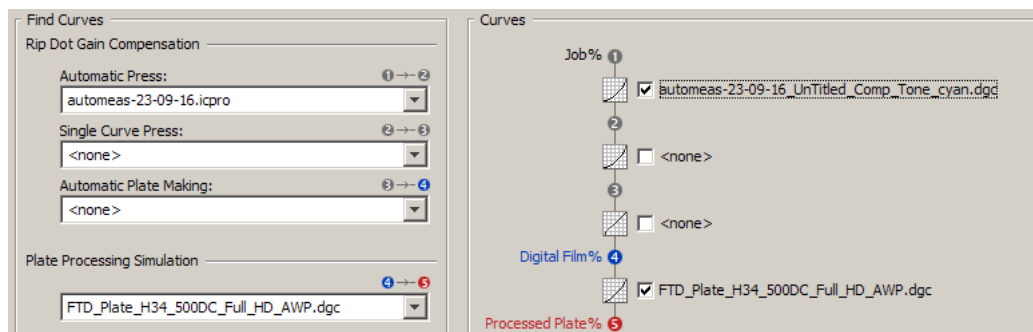 Find Curves
Rip Dot Gain Compensation
Automatic Press: 1 → 2
automeas-23-09-16.icpro
Single Curve Press: 2 → 3
<none>
Automatic Plate Making: 3 → 4
<none>
Plate Processing Simulation
4 → 5
FTD_Plate_H34_500DC_Full_HD_AWP.dgc
Curves
Job% 1
automeas-23-09-16_UnTitled_Comp_Tone_cyan.dgc
2
<none>
3
<none>
Digital Film% 4
FTD_Plate_H34_500DC_Full_HD_AWP.dgc
Processed Plate% 5